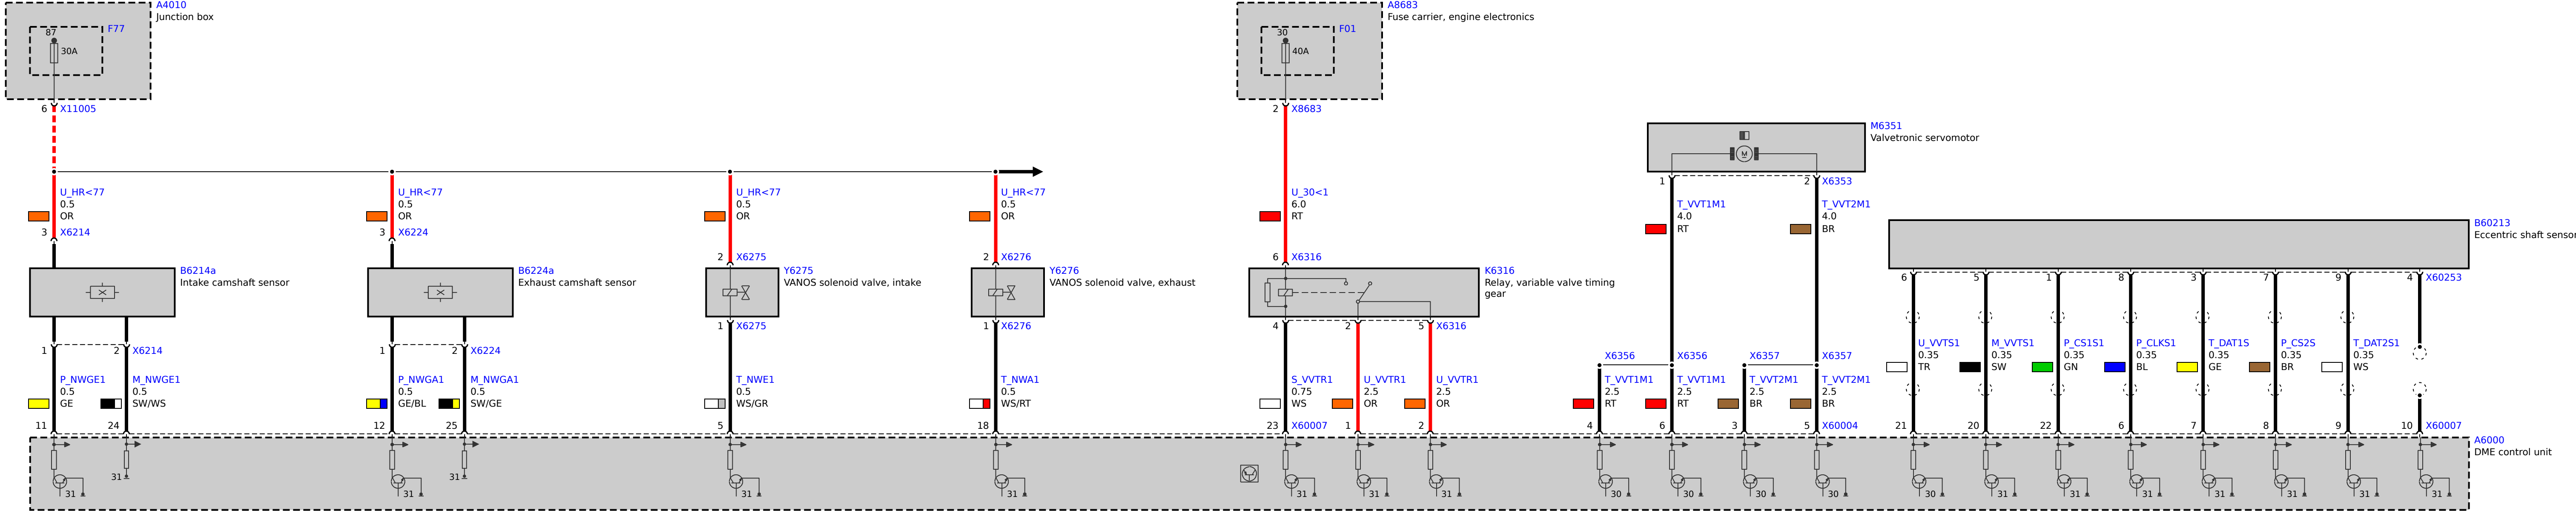 A4010
Junction box
87
F77
30A
6 X11005
A8683
Fuse carrier, engine electronics
30
F01
40A
2 X8683
M6351
Valvetronic servomotor
M
1 2 X6353
U_HR<77
0.5
OR
3 X6214
U_HR<77
0.5
OR
3 X6224
U_HR<77
0.5
OR
2 X6275
U_HR<77
0.5
OR
2 X6276
U_30<1
6.0
RT
6 X6316
T_VVT1M1
4.0
RT
T_VVT2M1
4.0
BR
B60213
Eccentric shaft sensor
B6214a
Intake camshaft sensor
B6224a
Exhaust camshaft sensor
Y6275
VANOS solenoid valve, intake
Y6276
VANOS solenoid valve, exhaust
K6316
Relay, variable valve timing
gear
6 5 1 8 3 7 9 4 X60253
1 2 X6214
1 2 X6224
1 X6275
1 X6276
4 2 5 X6316
X6356 X6356 X6357 X6357
P_NWGE1
0.5
GE
M_NWGE1
0.5
SW/WS
P_NWGA1
0.5
GE/BL
M_NWGA1
0.5
SW/GE
T_NWE1
0.5
WS/GR
T_NWA1
0.5
WS/RT
S_VVTR1
0.75
WS
U_VVTR1
2.5
OR
U_VVTR1
2.5
OR
T_VVT1M1
2.5
RT
T_VVT1M1
2.5
RT
T_VVT2M1
2.5
BR
T_VVT2M1
2.5
BR
U_VVTS1
0.35
TR
M_VVTS1
0.35
SW
P_CS1S1
0.35
GN
P_CLKS1
0.35
BL
T_DAT1S
0.35
GE
P_CS2S
0.35
BR
T_DAT2S1
0.35
WS
11 24 12 25 5 18 23 X60007 1 2 4 6 3 5 X60004 21 20 22 6 7 8 9 10 X60007
A6000
DME control unit
31 31 31 31 31 31 31 31 31 30 30 30 30 30 31 31 31 31 31 31 31